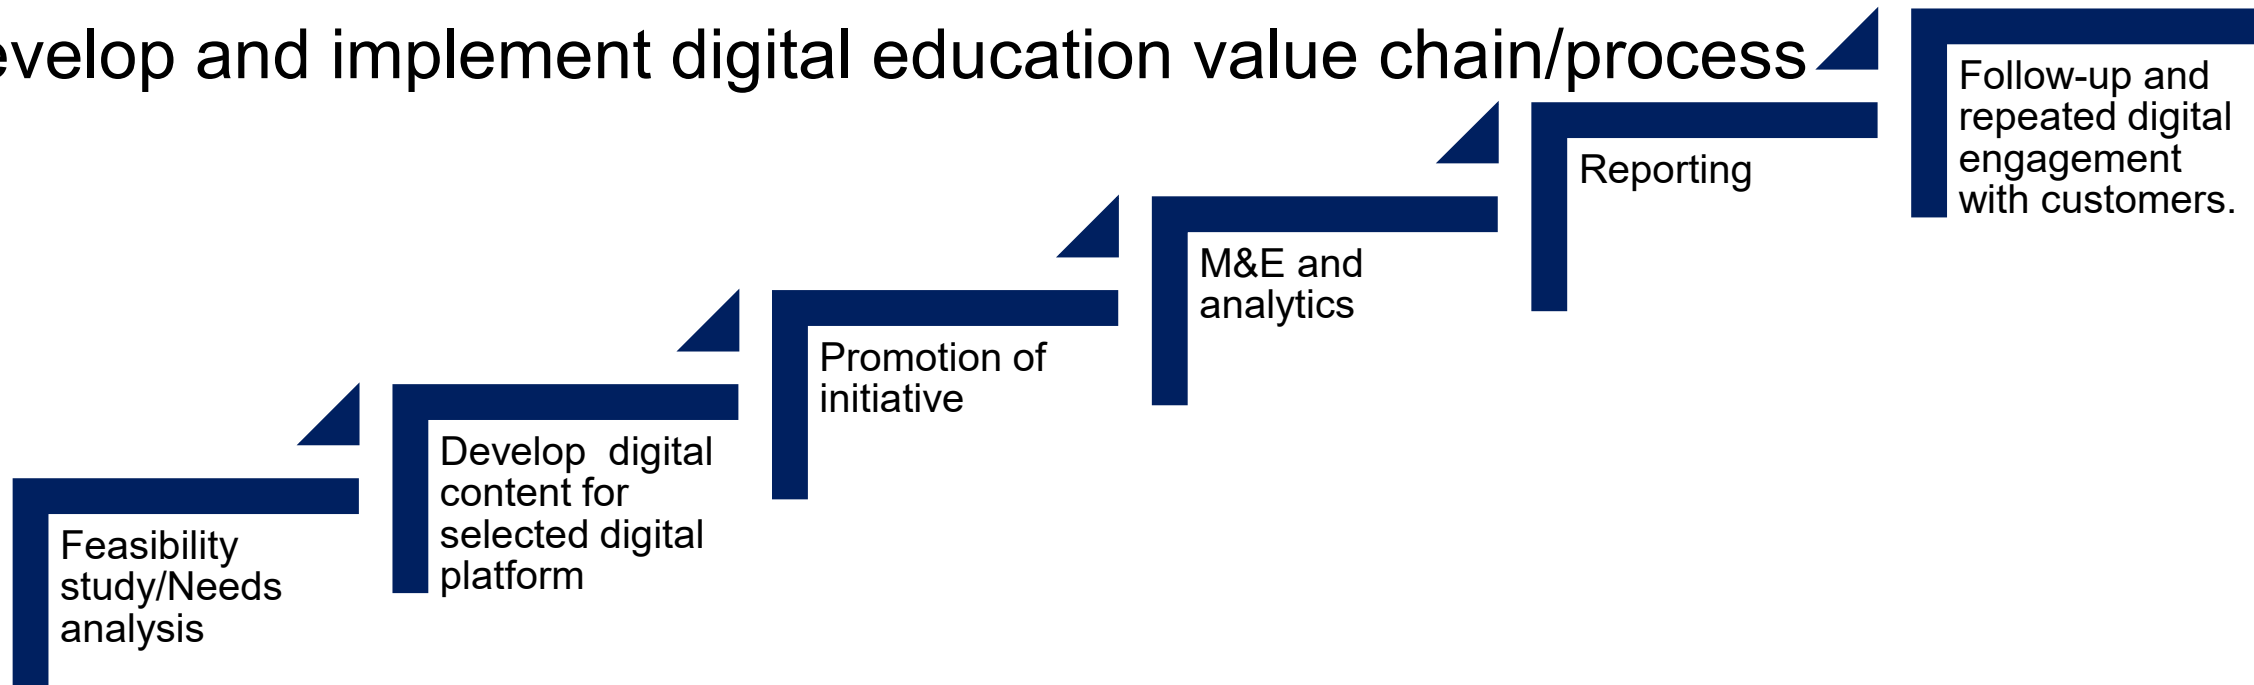 evelop and implement digital education value chain/process
Feasibility
study/Needs
analysis
Develop  digital
content for
selected digital
platform
Promotion of
initiative
M&E and
analytics
Reporting
Follow-up and
repeated digital
engagement
with customers.